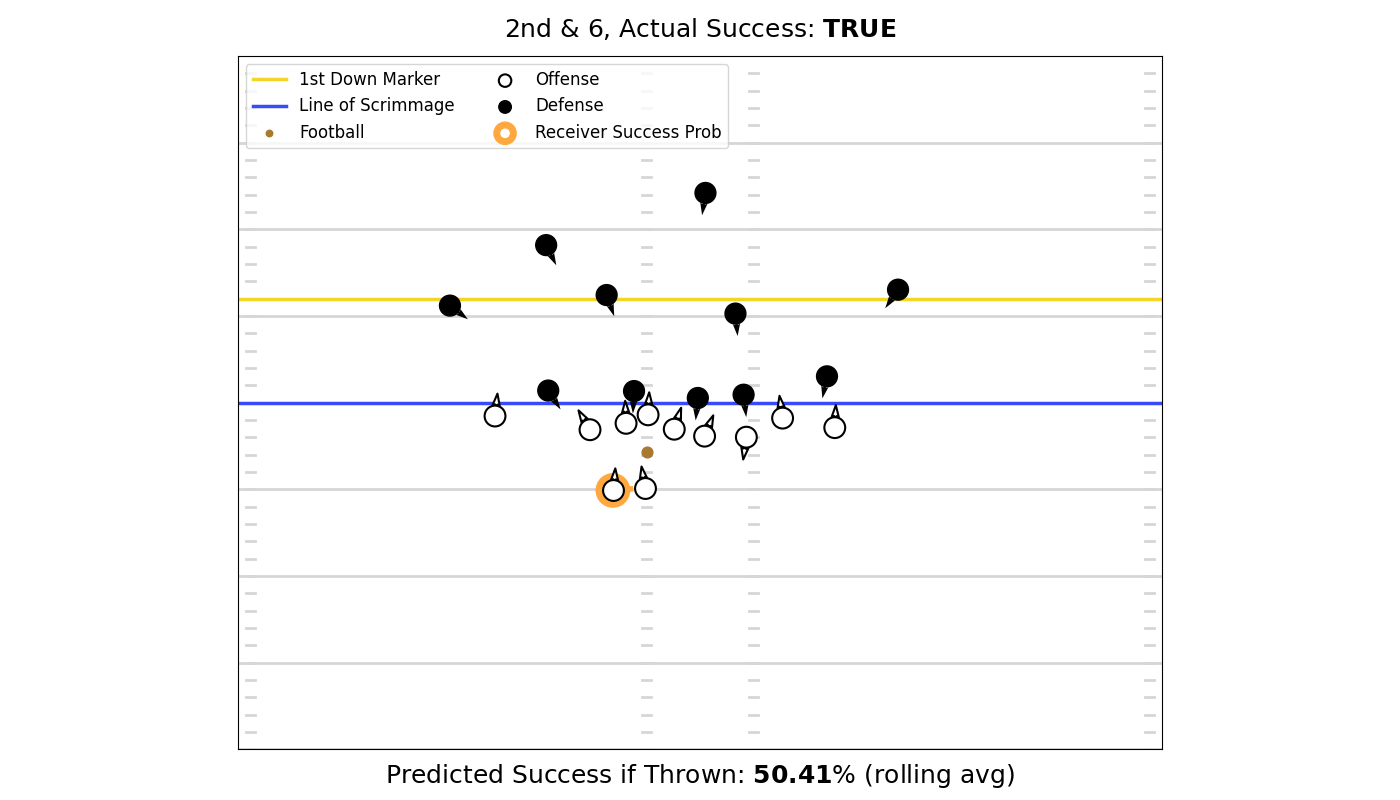 2nd & 6, Actual Success: TRUE
1st Down Marker
Line of Scrimmage
Football
Offense
Defense
Receiver Success Prob
Predicted Success if Thrown: 50.41% (rolling avg)